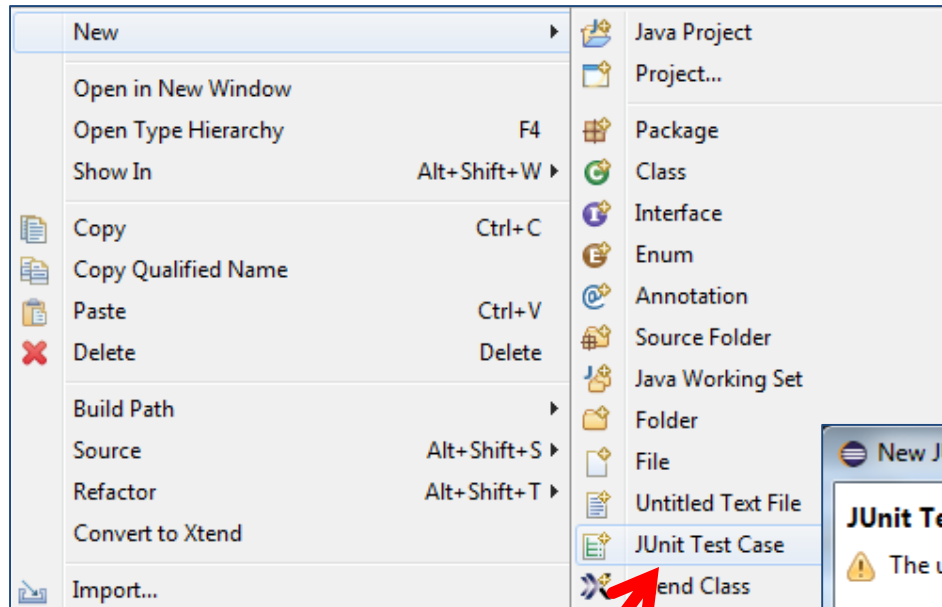 New
Open in New Window
Open Type Hierarchy F4
Show In Alt+Shift+W
Copy Ctrl+C
Copy Qualified Name
Paste Ctrl+V
Delete Delete
Build Path
Source Alt+Shift+S
Refactor Alt+Shift+T
Convert to Xtend
Import...
Java Project
Project...
Package
Class
Interface
Enum
Annotation
Source Folder
Java Working Set
Folder
File
Untitled Text File
JUnit Test Case
Class
New J
JUnit Te
The u